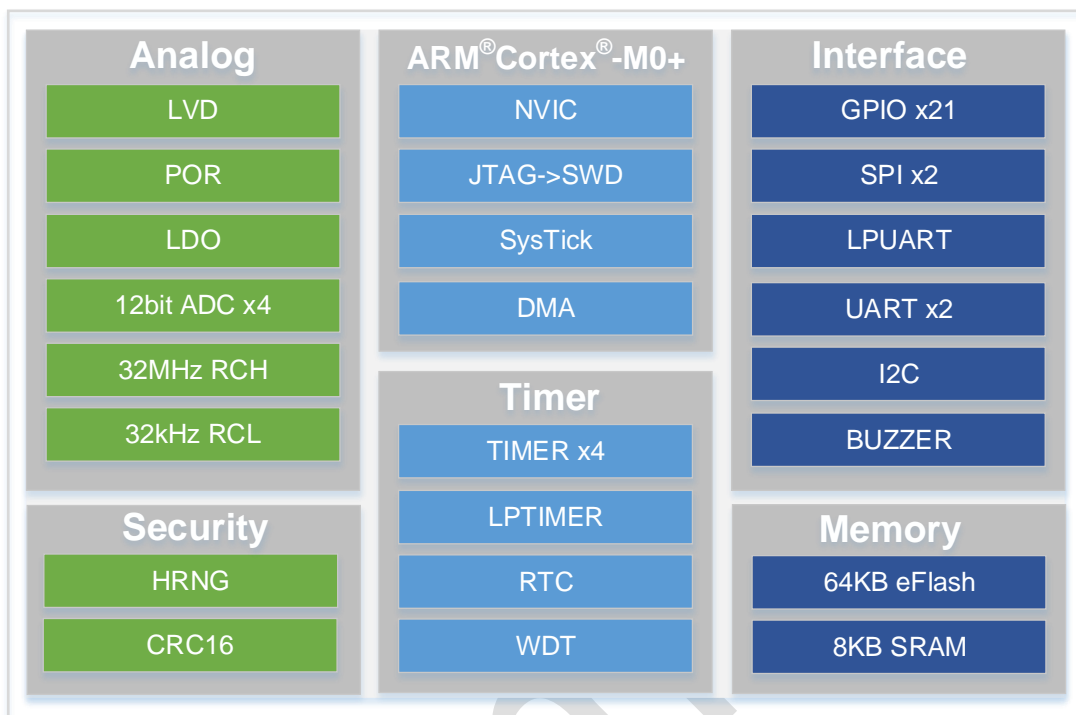 Analog
LVD
POR
LDO
12bit ADC x4
32MHz RCH
32kHz RCL
Security
HRNG
CRC16
ARM®Cortex®-M0+
NVIC
JTAG->SWD
SysTick
DMA
Timer
TIMER x4
LPTIMER
RTC
WDT
Interface
GPIO x21
SPI x2
LPUART
UART x2
I2C
BUZZER
Memory
64KB eFlash
8KB SRAM